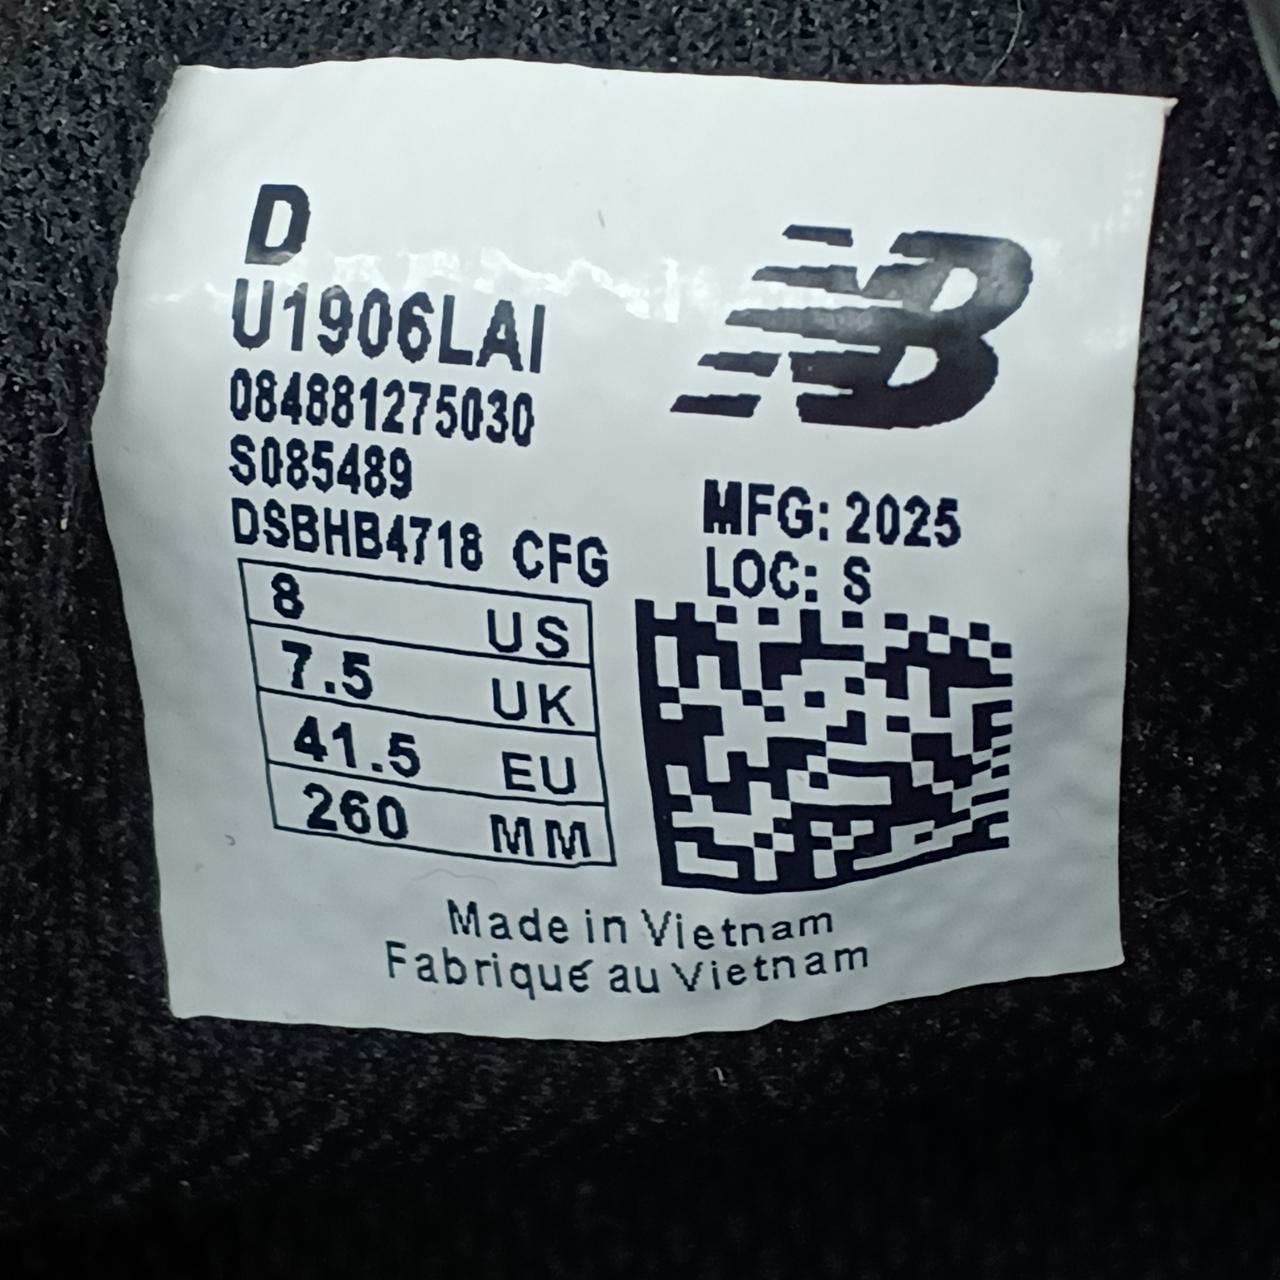 D
U1906LAI
084881275030
S085489
DSBHB4718 CFG
NB
MFG: 2025
LOC: S
8 US
7.5 UK
41.5 EU
260 MM
Made in Vietnam
Fabriqué au Vietnam